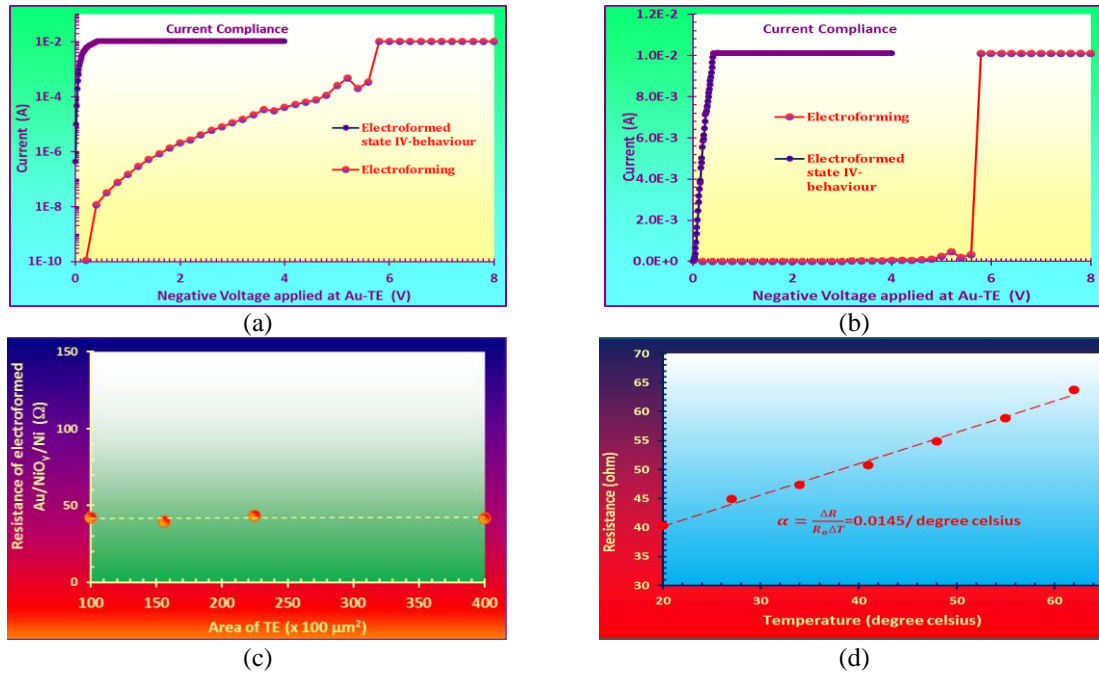 Current Compliance
1E-2
1E-4
1E-6
1E-8
1E-10
Current (A)
Electroformed
state IV-behaviour
Electroforming
0 2 4 6 8
Negative Voltage applied at Au-TE (V)
(a)
Current Compliance
1.2E-2
1.0E-2
8.0E-3
6.0E-3
4.0E-3
2.0E-3
0.0E+0
Current (A)
Electroforming
Electroformed
state IV-
behaviour
0 2 4 6 8
Negative Voltage applied at Au-TE (V)
(b)
Resistance of electroformed
Au/NiOy/Ni (Ω)
150
100
50
0
100 150 200 250 300 350 400
Area of TE (x 100 µm²)
(c)
Resistance (ohm)
70
65
60
55
50
45
40
35
30
α = ΔR/RₒΔT=0.0145/ degree celsius
20 30 40 50 60
Temperature (degree celsius)
(d)